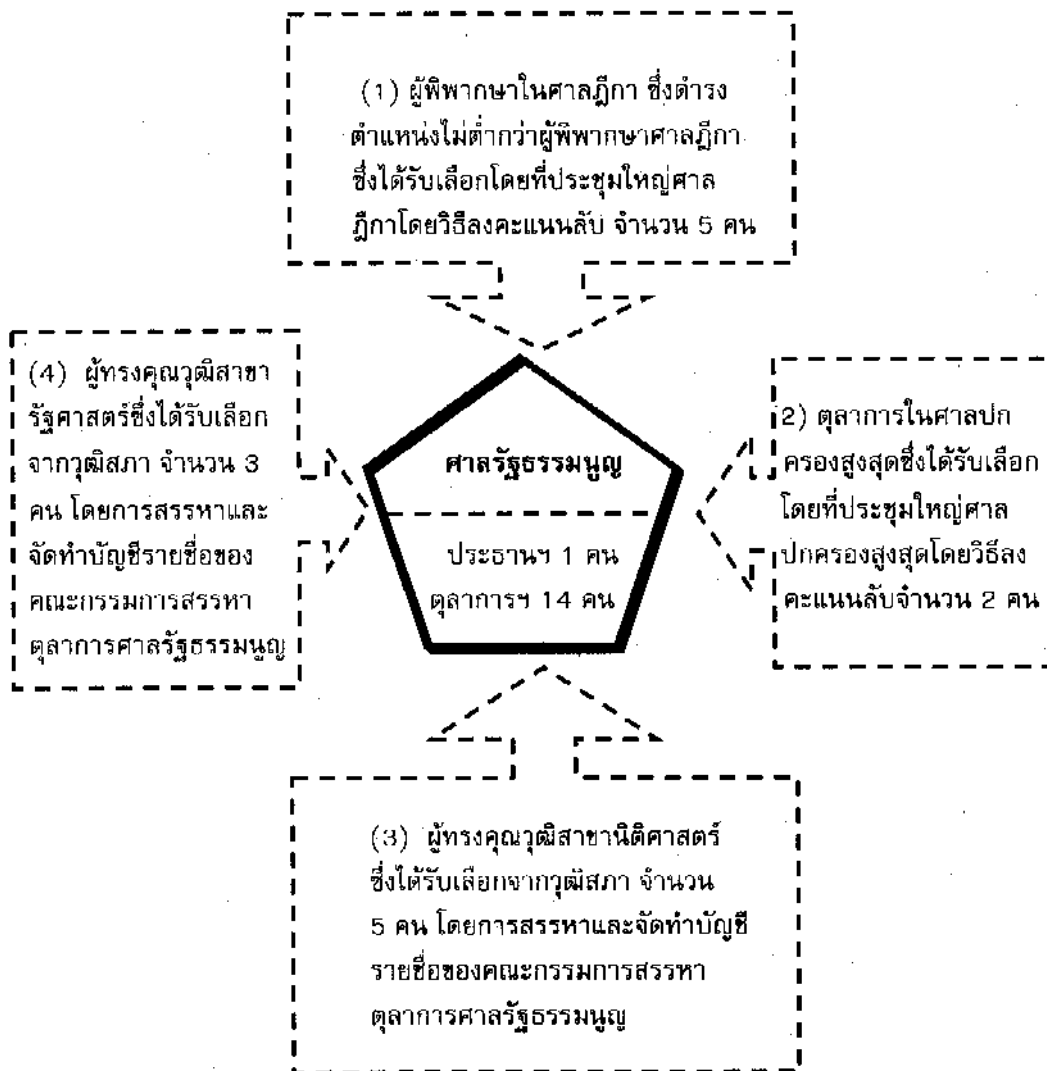 (1) ผู้พิพากษาในศาลฎีกา ซึ่งดำรง
ตำแหน่งไม่ต่ำกว่าผู้พิพากษาศาลฎีกา
ซึ่งได้รับเลือกโดยที่ประชุมใหญ่ศาล
ฎีกาโดยวิธีลงคะแนนลับ จำนวน 5 คน
(4) ผู้ทรงคุณวุฒิสาขา
รัฐศาสตร์ซึ่งได้รับเลือก
จากวุฒิสภา จำนวน 3
คน โดยการสรรหาและ
จัดทำบัญชีรายชื่อของ
คณะกรรมการสรรหา
ตุลาการศาลรัฐธรรมนูญ
ศาลรัฐธรรมนูญ
ประธานฯ 1 คน
ตุลาการฯ 14 คน
2) ตุลาการในศาลปก
ครองสูงสุดซึ่งได้รับเลือก
โดยที่ประชุมใหญ่ศาล
ปกครองสูงสุดโดยวิธีลง
คะแนนลับจำนวน 2 คน
(3) ผู้ทรงคุณวุฒิสาขานิติศาสตร์
ซึ่งได้รับเลือกจากวุฒิสภา จำนวน
5 คน โดยการสรรหาและจัดทำบัญชี
รายชื่อของคณะกรรมการสรรหา
ตุลาการศาลรัฐธรรมนูญ